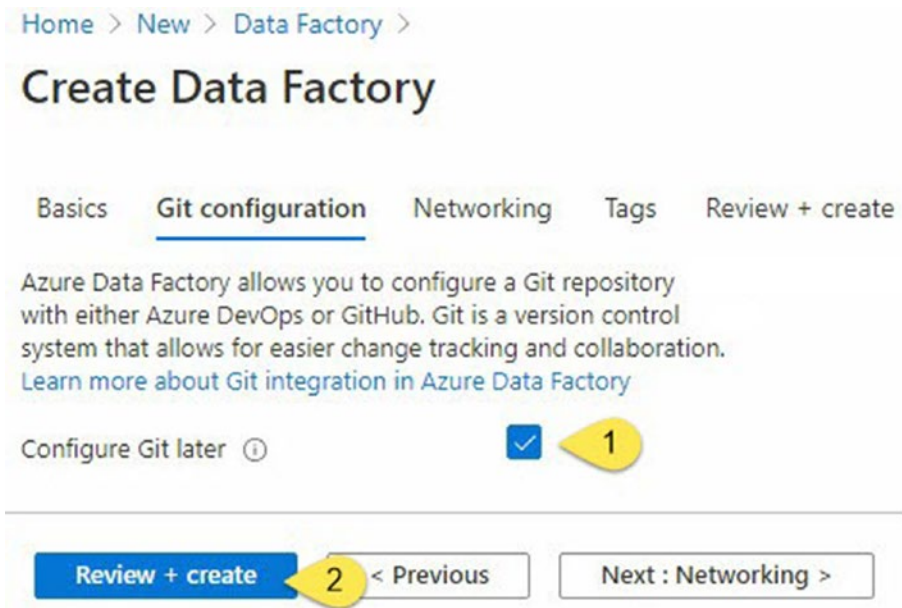 Home > New > Data Factory >
Create Data Factory
Basics Git configuration Networking Tags Review + create
Azure Data Factory allows you to configure a Git repository
with either Azure DevOps or GitHub. Git is a version control
system that allows for easier change tracking and collaboration.
Learn more about Git integration in Azure Data Factory
Configure Git later 1
Review + create 2 < Previous Next : Networking >